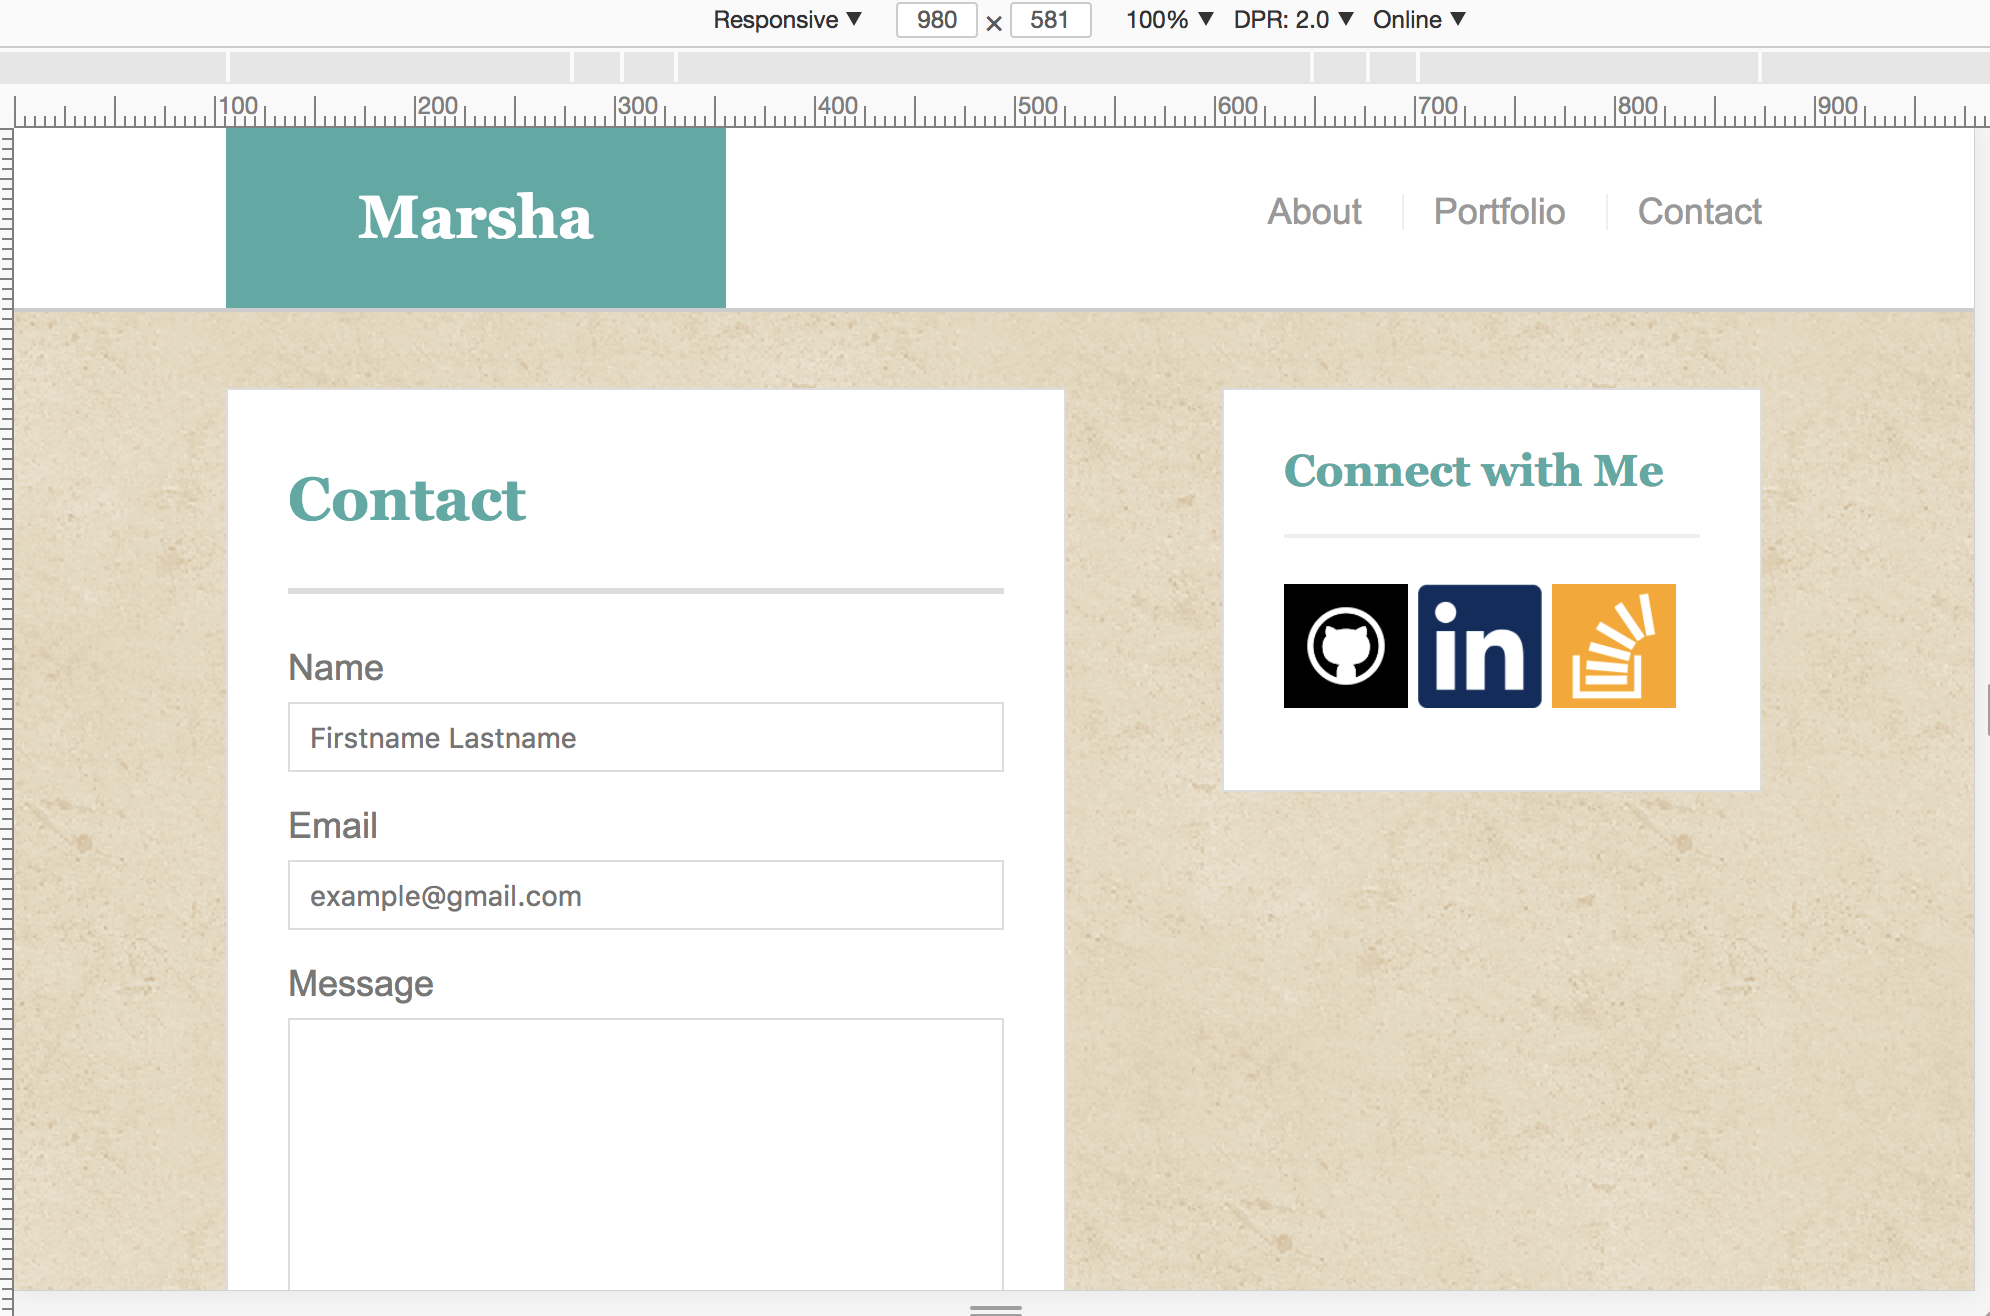 Responsive ▼ 980 × 581 100% ▼ DPR: 2.0 ▼ Online ▼
100 200 300 400 500 600 700 800 900
Marsha
About Portfolio Contact
Contact
Name
Firstname Lastname
Email
example@gmail.com
Message
Connect with Me
in